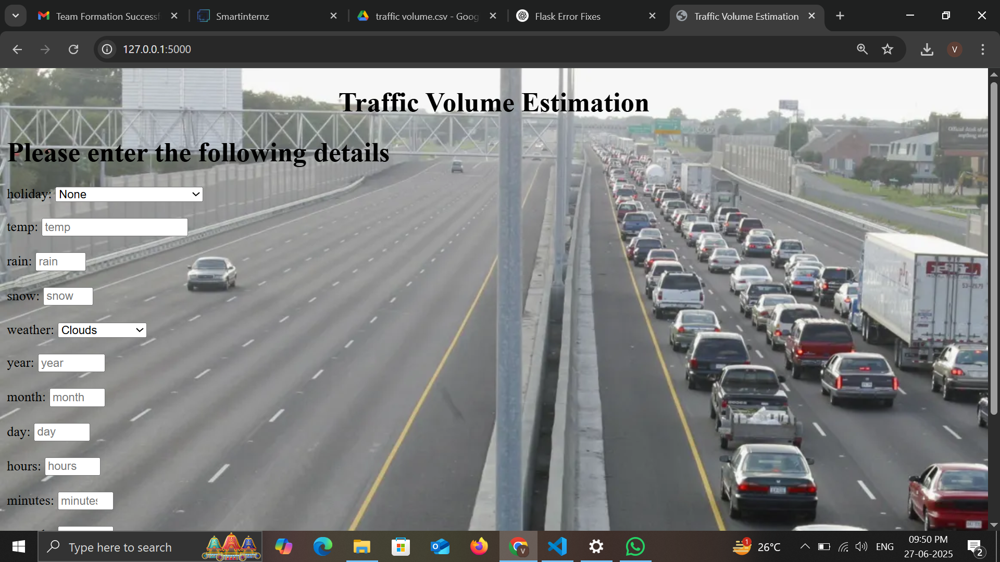 Team Formation Successf
Smartinternz
traffic volume.csv - Goog
Flask Error Fixes
Traffic Volume Estimation
127.0.0.1:5000
V
Traffic Volume Estimation
Please enter the following details
holiday: None
temp: temp
rain: rain
snow: snow
weather: Clouds
year: year
month: month
day: day
hours: hours
minutes: minutes
Type here to search
V
1
26°C
ENG
09:50 PM
27-06-2025
2